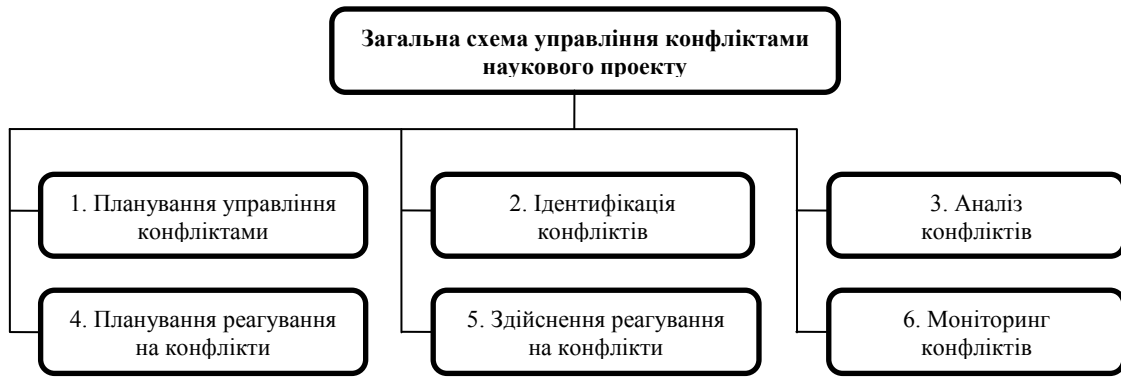 Загальна схема управління конфліктами
наукового проекту
1. Планування управління
конфліктами
2. Ідентифікація
конфліктів
3. Аналіз
конфліктів
4. Планування реагування
на конфлікти
5. Здійснення реагування
на конфлікти
6. Моніторинг
конфліктів